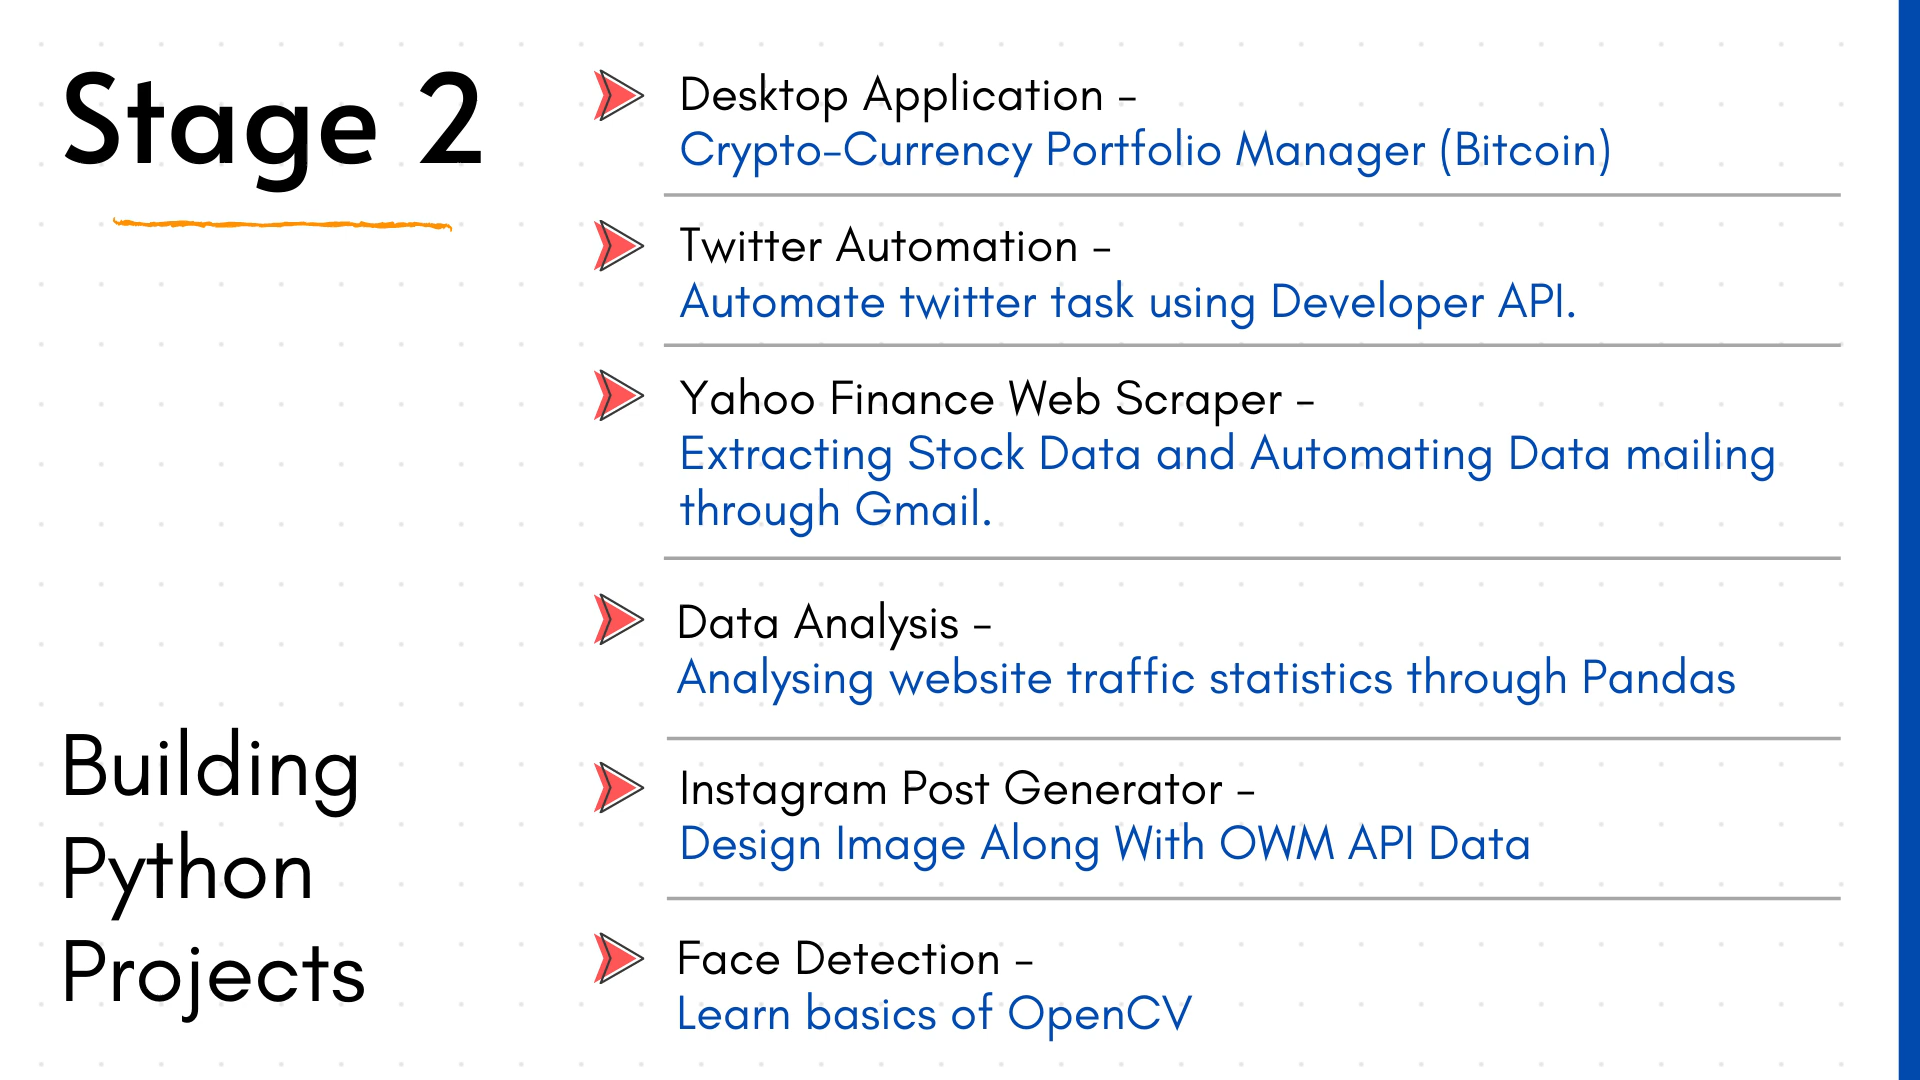 Stage 2
Building
Python
Projects
Desktop Application -
Crypto-Currency Portfolio Manager (Bitcoin)
Twitter Automation -
Automate twitter task using Developer API.
Yahoo Finance Web Scraper -
Extracting Stock Data and Automating Data mailing
through Gmail.
Data Analysis -
Analysing website traffic statistics through Pandas
Instagram Post Generator -
Design Image Along With OWM API Data
Face Detection -
Learn basics of OpenCV